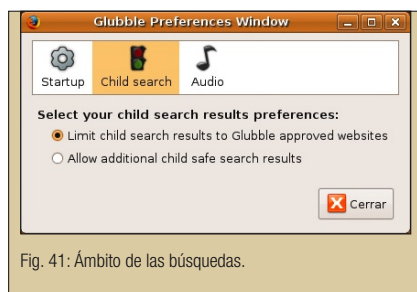 Glubble Preferences Window
Startup Child search Audio
Select your child search results preferences:
Limit child search results to Glubble approved websites
Allow additional child safe search results
Cerrar
Fig. 41: Ámbito de las búsquedas.